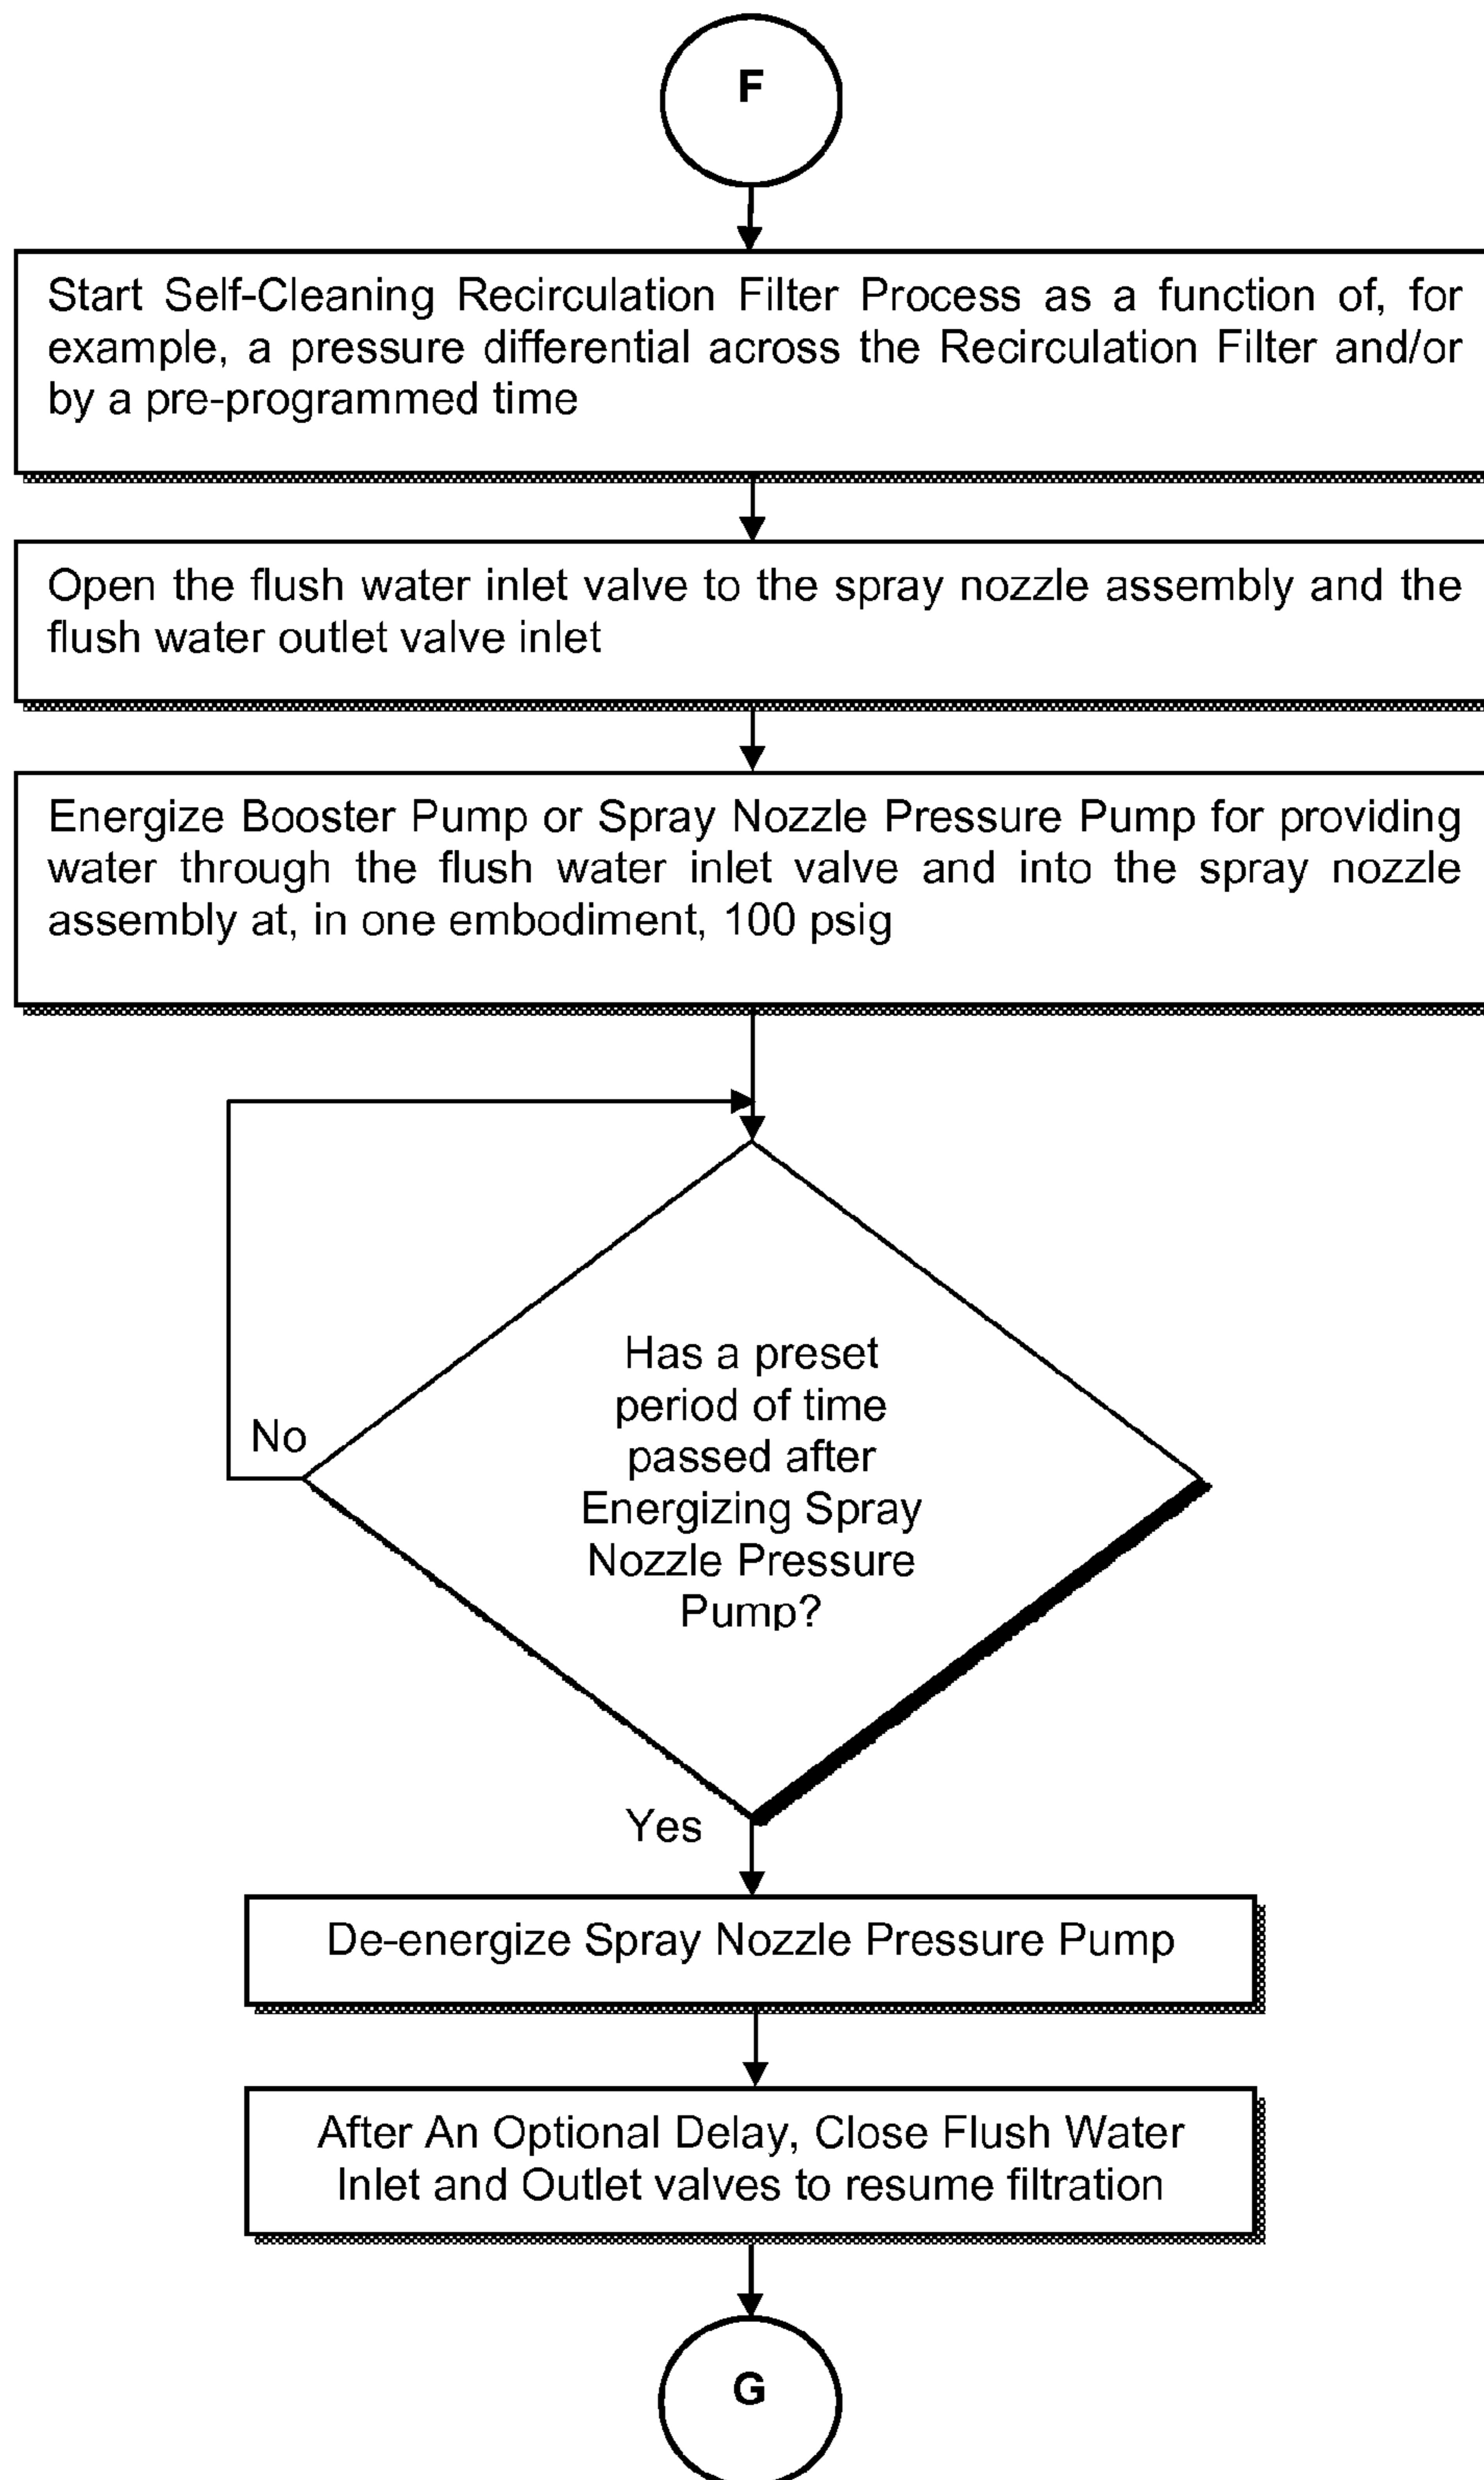 F
Start Self-Cleaning Recirculation Filter Process as a function of, for
example, a pressure differential across the Recirculation Filter and/or
by a pre-programmed time
Open the flush water inlet valve to the spray nozzle assembly and the
flush water outlet valve inlet
Energize Booster Pump or Spray Nozzle Pressure Pump for providing
water through the flush water inlet valve and into the spray nozzle
assembly at, in one embodiment, 100 psig
Has a preset
period of time
passed after
Energizing Spray
Nozzle Pressure
Pump?
No
Yes
De-energize Spray Nozzle Pressure Pump
After An Optional Delay, Close Flush Water
Inlet and Outlet valves to resume filtration
G